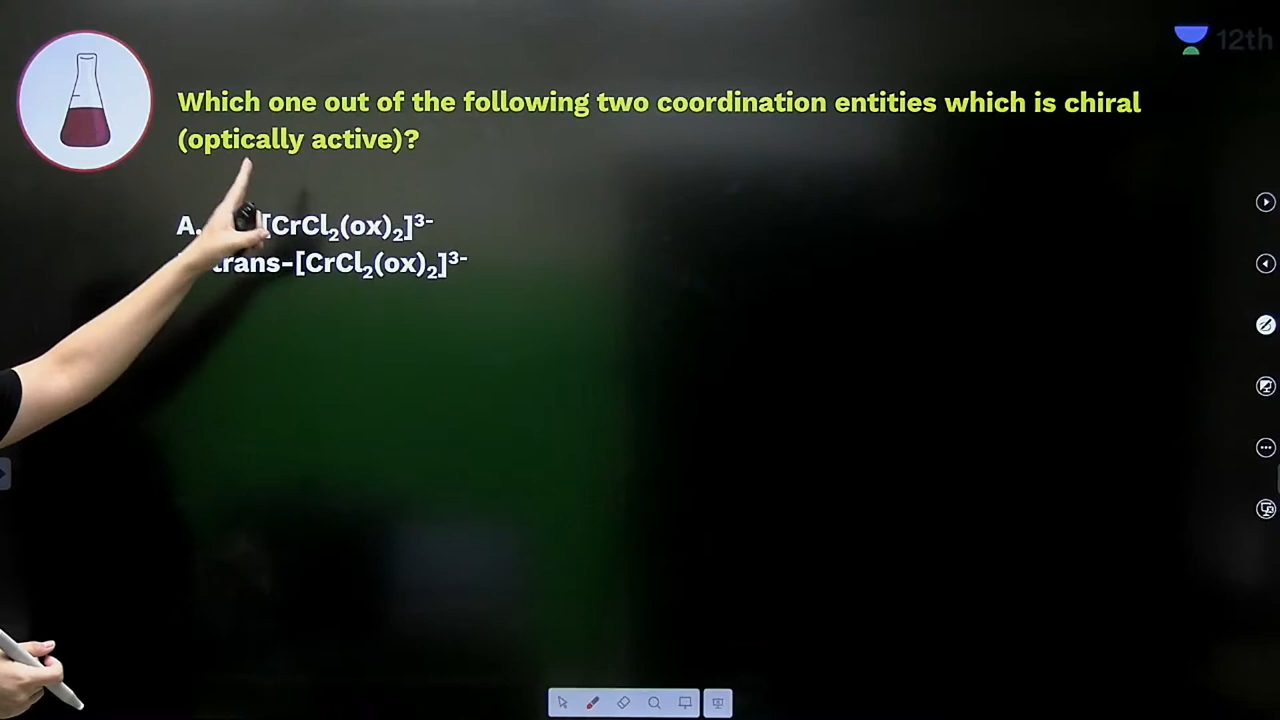 12th
Which one out of the following two coordination entities which is chiral
(optically active)?
A. [CrCl₂(ox)₂]³⁻
trans-[CrCl₂(ox)₂]³⁻